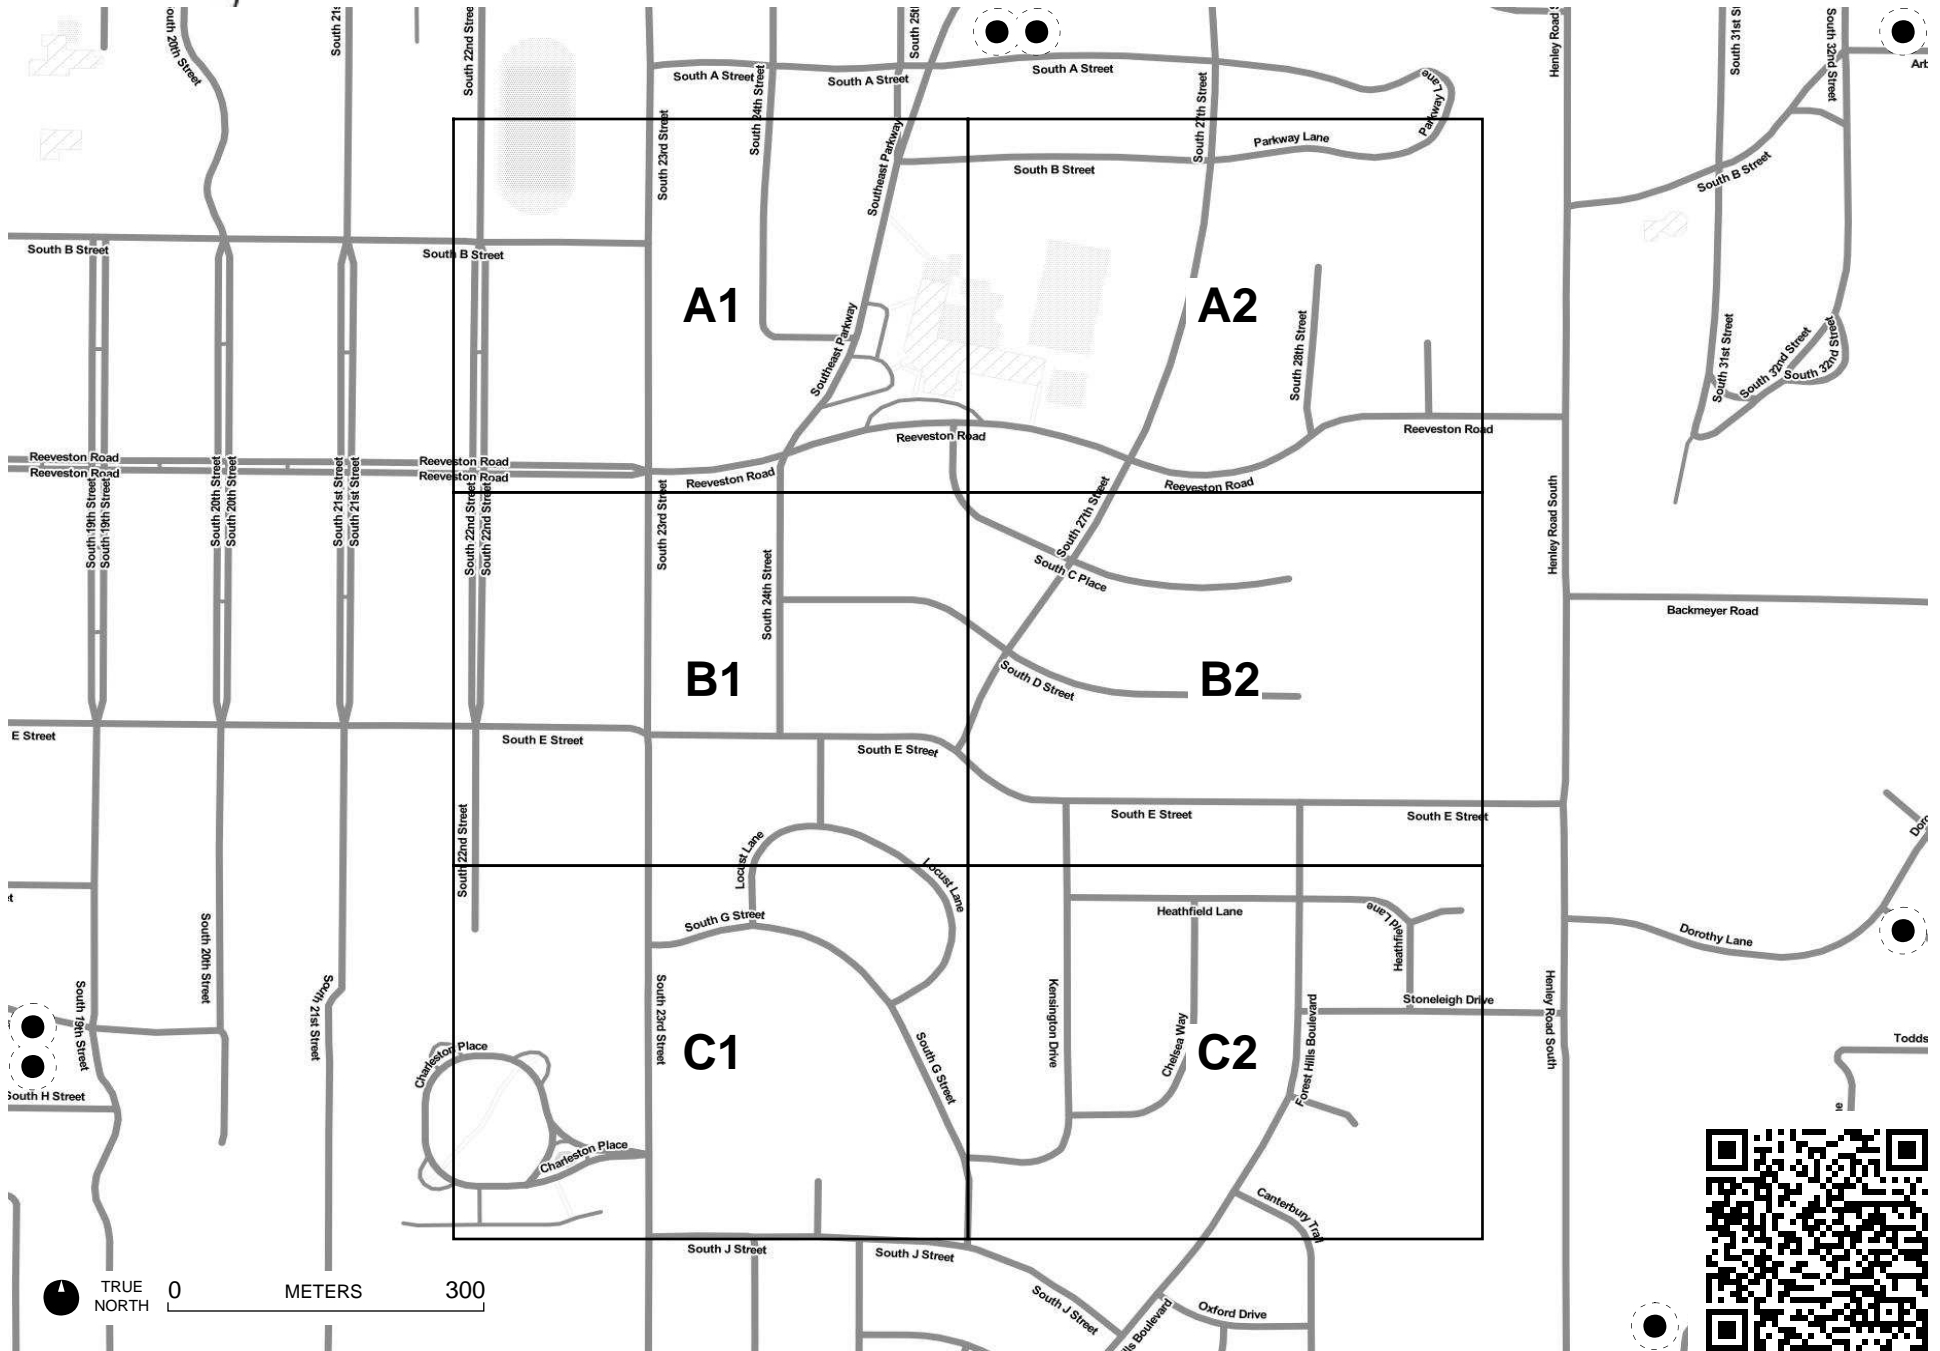 South 20th Street
South 22nd Street
South A Street
South A Street
South A Street
South 24th Street
South 23rd Street
Southeast Parkway
South 27th Street
Parkway Lane
Parkway Lane
Lane
South B Street
South B Street
South B Street
South B Street
South 32nd Street
A1
A2
Southeast Parkway
South 28th Street
South 31st Street
South 32nd Street
South 32nd Street
Reeveston Road
Reeveston Road
Reeveston Road
Reeveston Road
Reeveston Road
Reeveston Road
Reeveston Road
Reeveston Road
South 19th Street
South 19th Street
South 20th Street
South 20th Street
South 21st Street
South 21st Street
South 22nd Street
South 22nd Street
South 23rd Street
South 24th Street
South 27th Street
South C Place
Henley Road South
Backmeyer Road
B1
B2
South D Street
E Street
South E Street
South E Street
South E Street
South E Street
South 22nd Street
Locust Lane
Locust Lane
South G Street
Heathfield Lane
Heathfield Lane
Heathfield
Dorothy Lane
South 19th Street
South 20th Street
South 21st Street
South 23rd Street
Kensington Drive
Chelsea Way
Forest Hills Boulevard
Stoneleigh Drive
Henley Road South
C1
C2
South G Street
Charleston Place
Charleston Place
South H Street
Todds
Canterbury Trail
South J Street
South J Street
South J Street
Oxford Drive
Boulevard
TRUE
NORTH
0 METERS 300